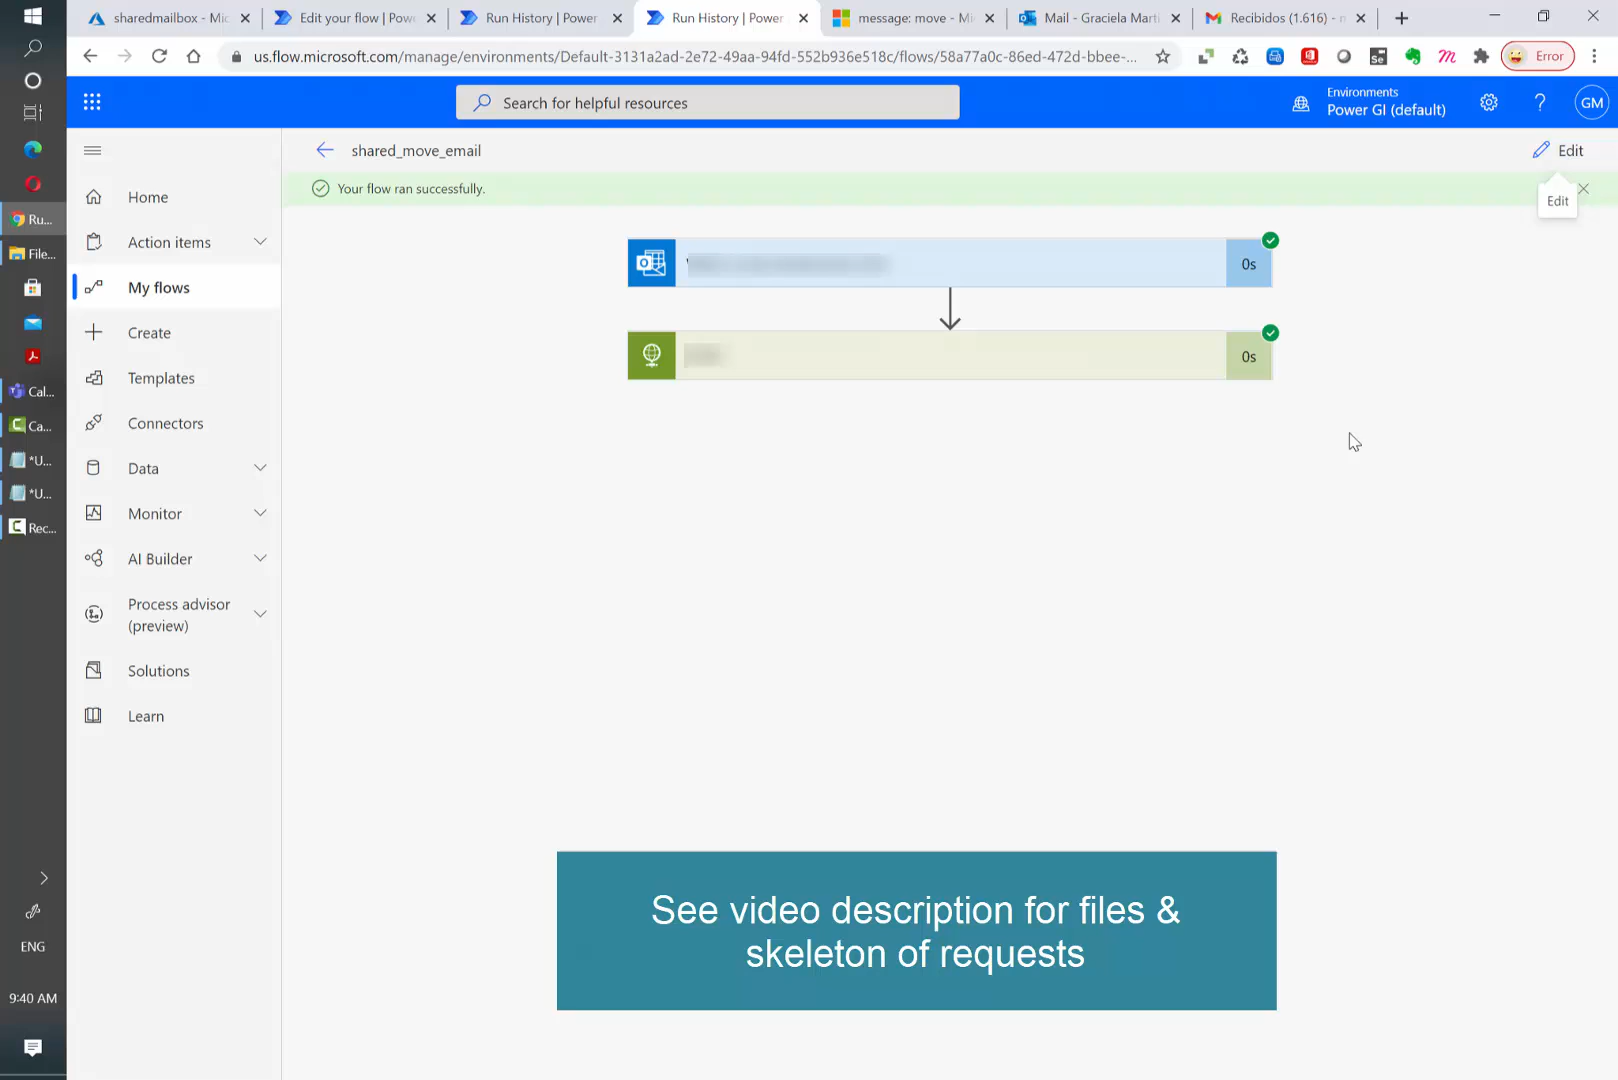 sharedmailbox - Mic
Edit your flow | Powe
Run History | Power
Run History | Power
message: move - Mi
Mail - Graciela Marti
Recibidos (1.616) -
us.flow.microsoft.com/manage/environments/Default-3131a2ad-2e72-49aa-94fd-552b936e518c/flows/58a77a0c-86ed-472d-bbee-...
Se
m
Error
Search for helpful resources
Environments
Power GI (default)
?
GM
shared_move_email
Edit
Your flow ran successfully.
Edit
Home
Action items
My flows
Create
Templates
Connectors
Data
Monitor
AI Builder
Process advisor
(preview)
Solutions
Learn
0s
0s
Ru...
File...
Cal...
Ca...
*U...
*U...
Rec...
ENG
9:40 AM
See video description for files &
skeleton of requests